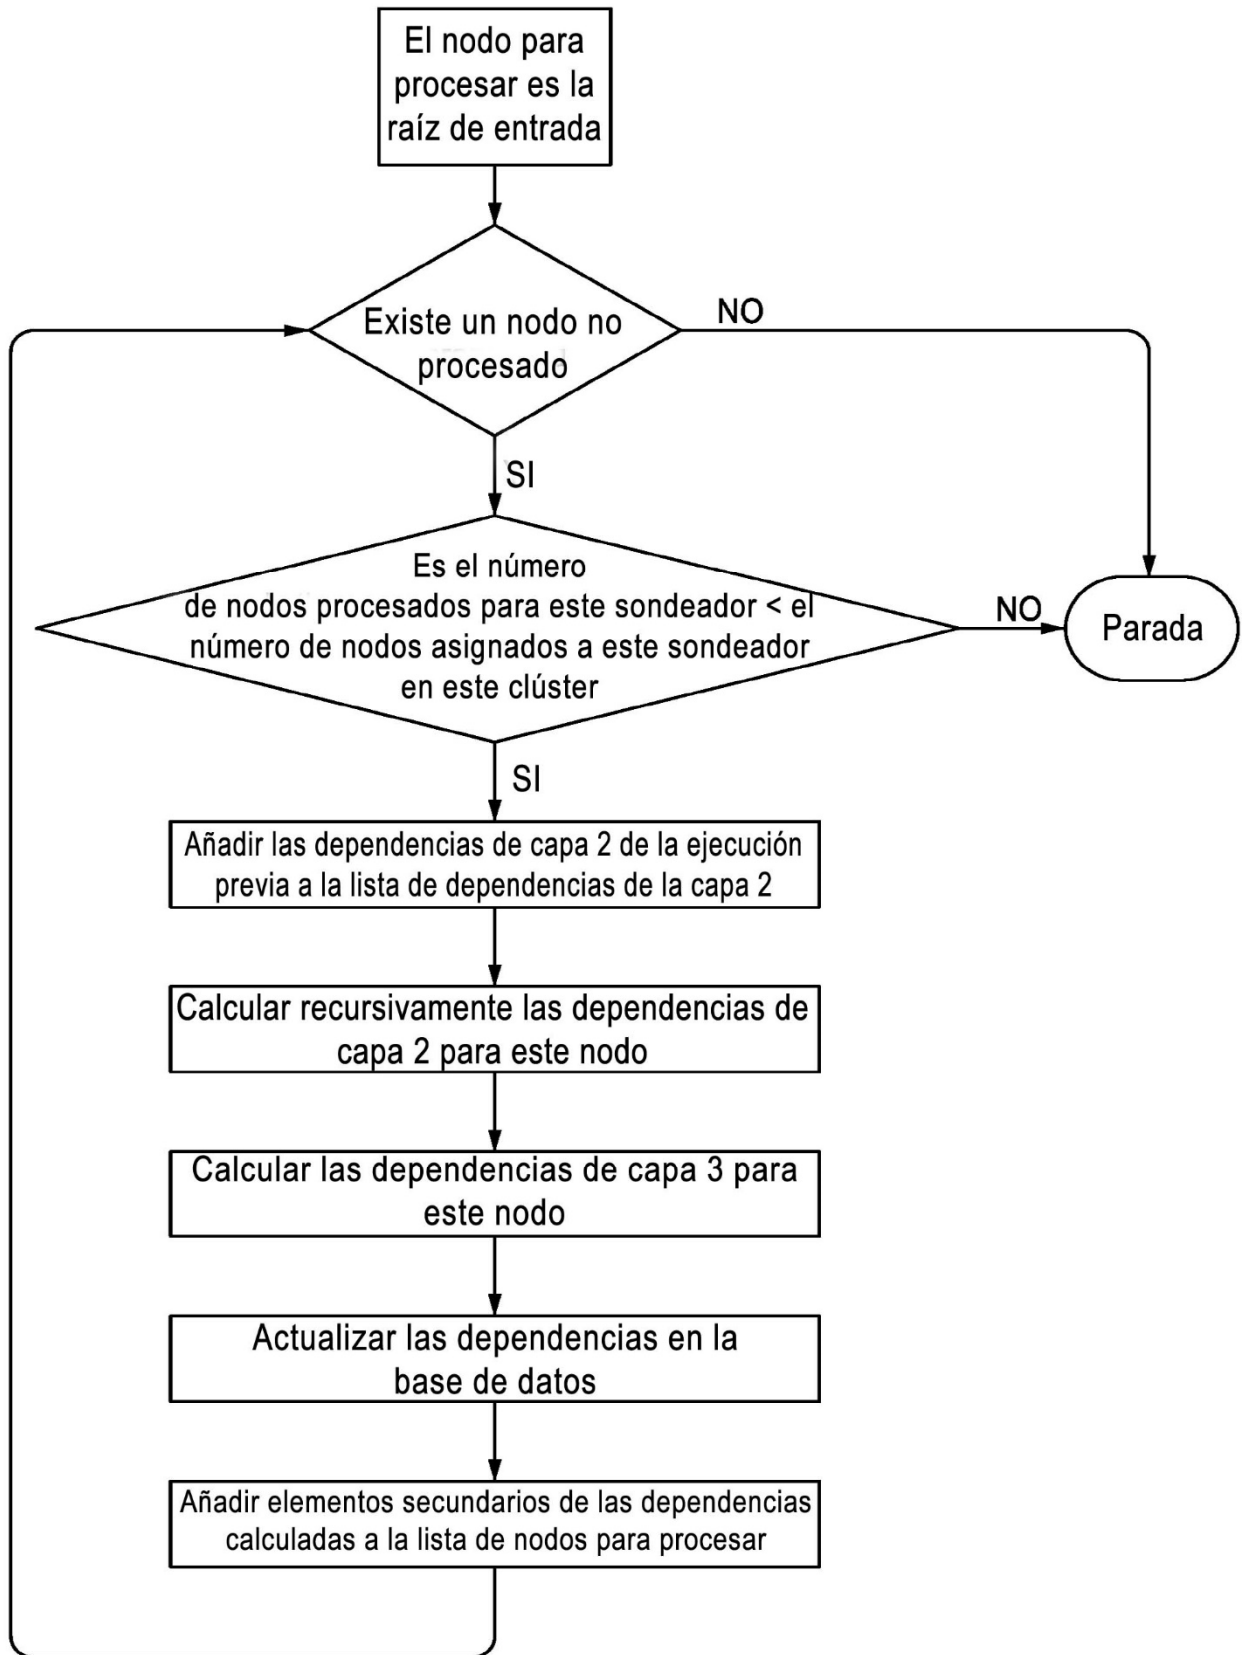 El nodo para
procesar es la
raíz de entrada
Existe un nodo no
procesado
NO
SI
Es el número
de nodos procesados para este sondeador < el
número de nodos asignados a este sondeador
en este clúster
NO
Parada
SI
Añadir las dependencias de capa 2 de la ejecución
previa a la lista de dependencias de la capa 2
Calcular recursivamente las dependencias de
capa 2 para este nodo
Calcular las dependencias de capa 3 para
este nodo
Actualizar las dependencias en la
base de datos
Añadir elementos secundarios de las dependencias
calculadas a la lista de nodos para procesar